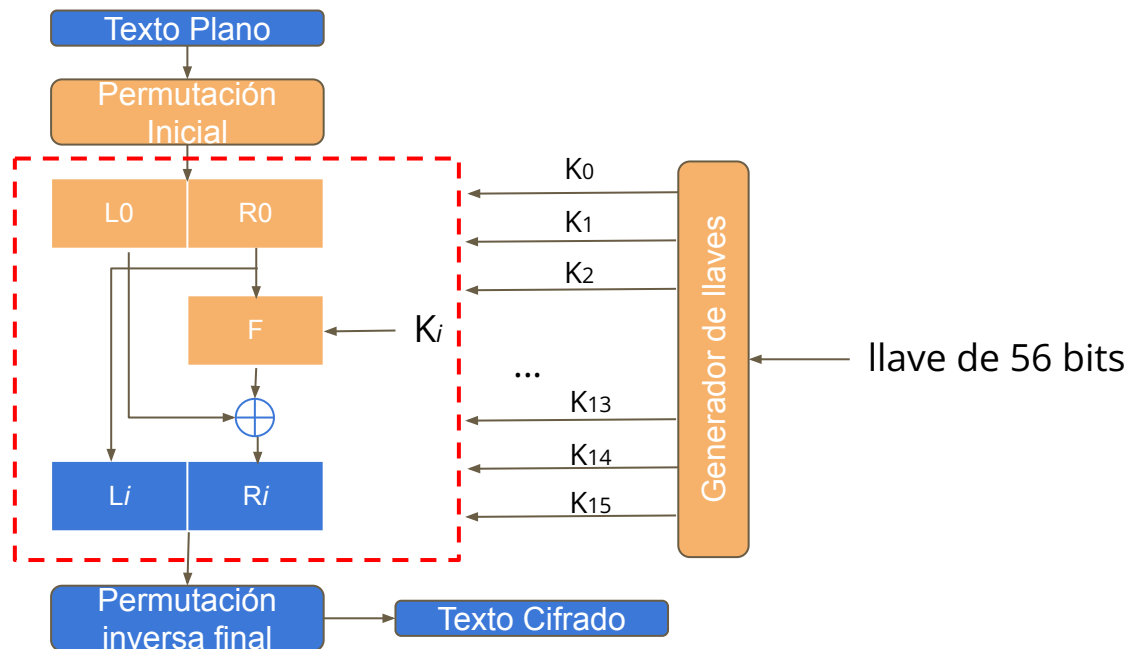 Texto Plano
Permutación
Inicial
L0
R0
F
Ki
Li
Ri
Permutación
inversa final
Texto Cifrado
K0
K1
K2
...
K13
K14
K15
Generador de llaves
llave de 56 bits